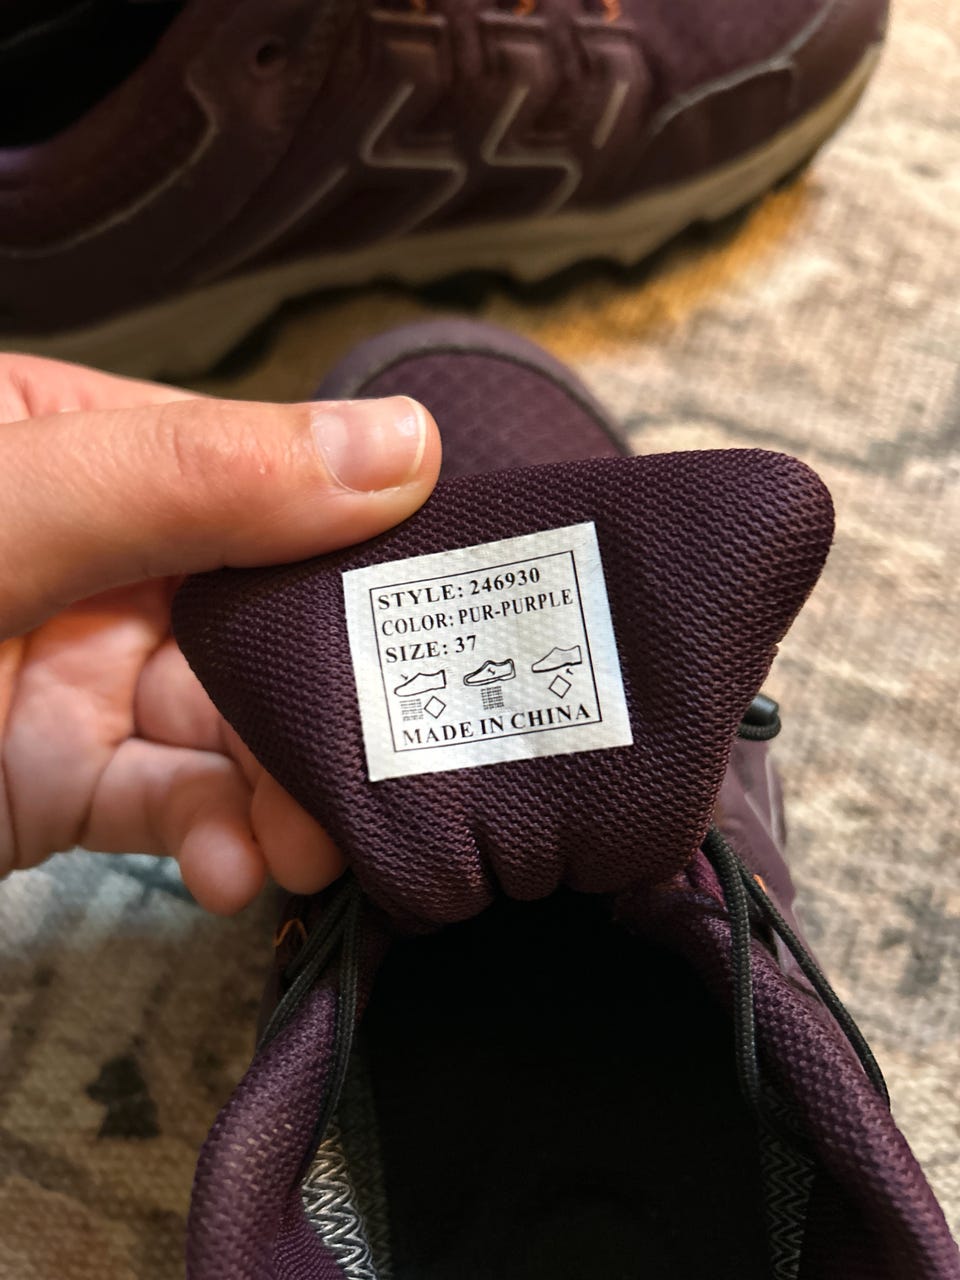 STYLE: 246930
COLOR: PUR-PURPLE
SIZE: 37
MADE IN CHINA